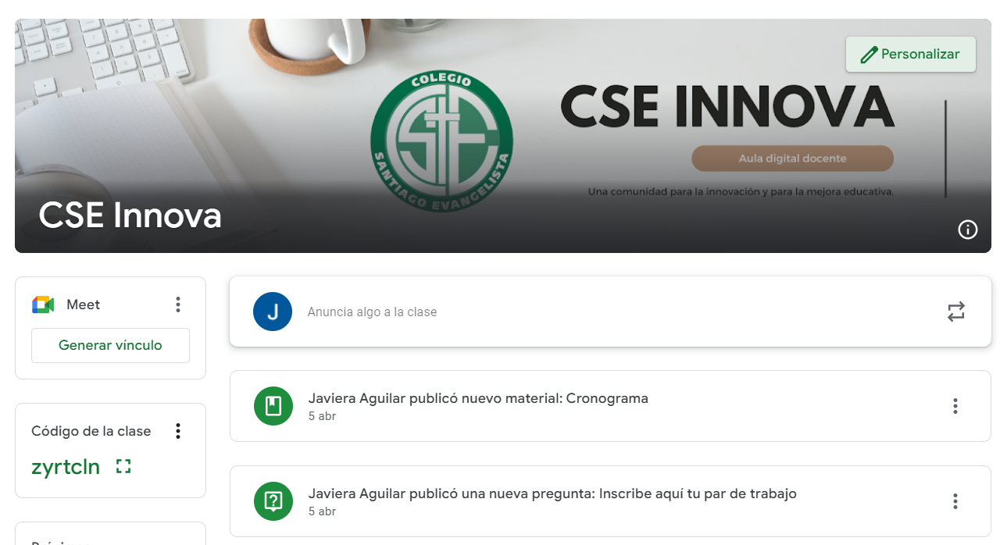 Personalizar
COLEGIO
SANTIAGO EVANGELISTA
CSE INNOVA
Aula digital docente
Una comunidad para la innovación y para la mejora educativa.
CSE Innova
Meet
Generar vínculo
Código de la clase
zyrtcln
J
Anuncia algo a la clase
Javiera Aguilar publicó nuevo material: Cronograma
5 abr
Javiera Aguilar publicó una nueva pregunta: Inscribe aquí tu par de trabajo
5 abr